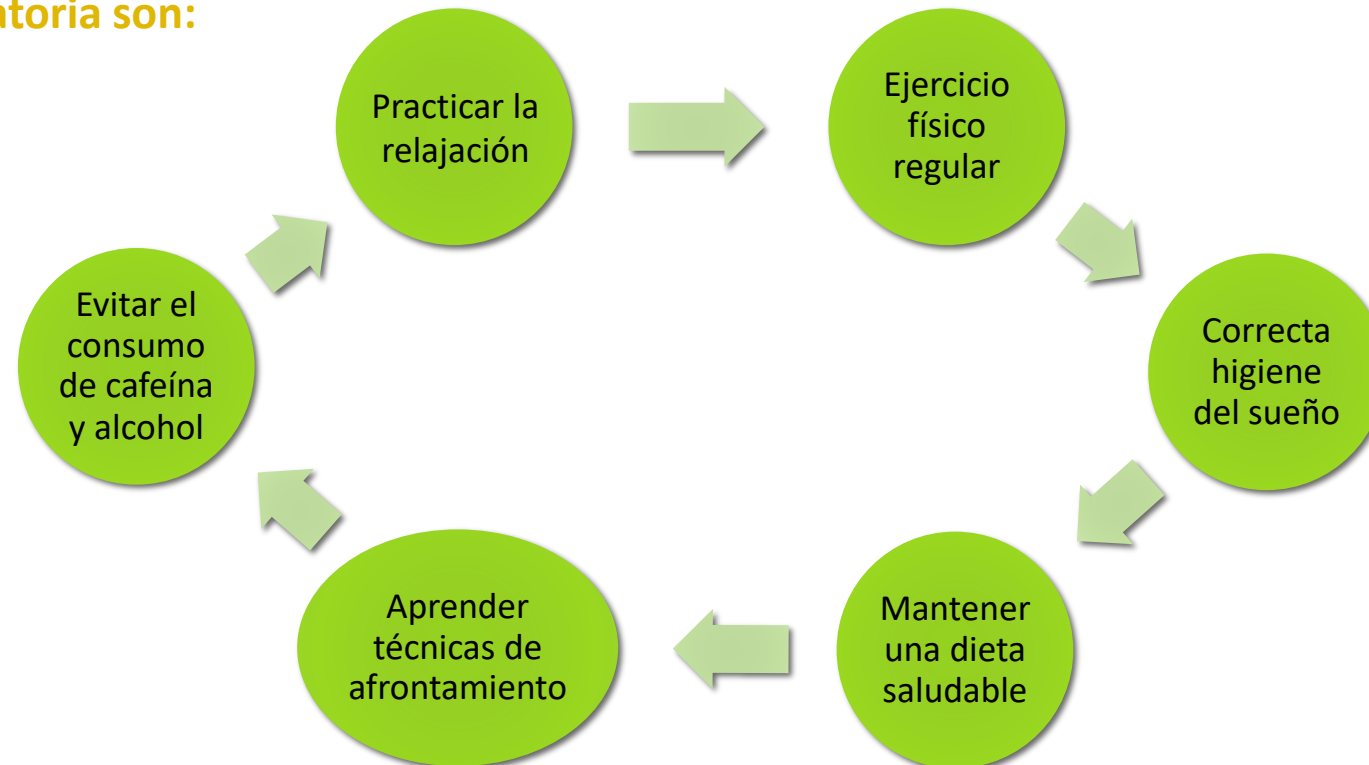 atoria son:
Practicar la
relajación
Ejercicio
físico
regular
Correcta
higiene
del sueño
Mantener
una dieta
saludable
Aprender
técnicas de
afrontamiento
Evitar el
consumo
de cafeína
y alcohol